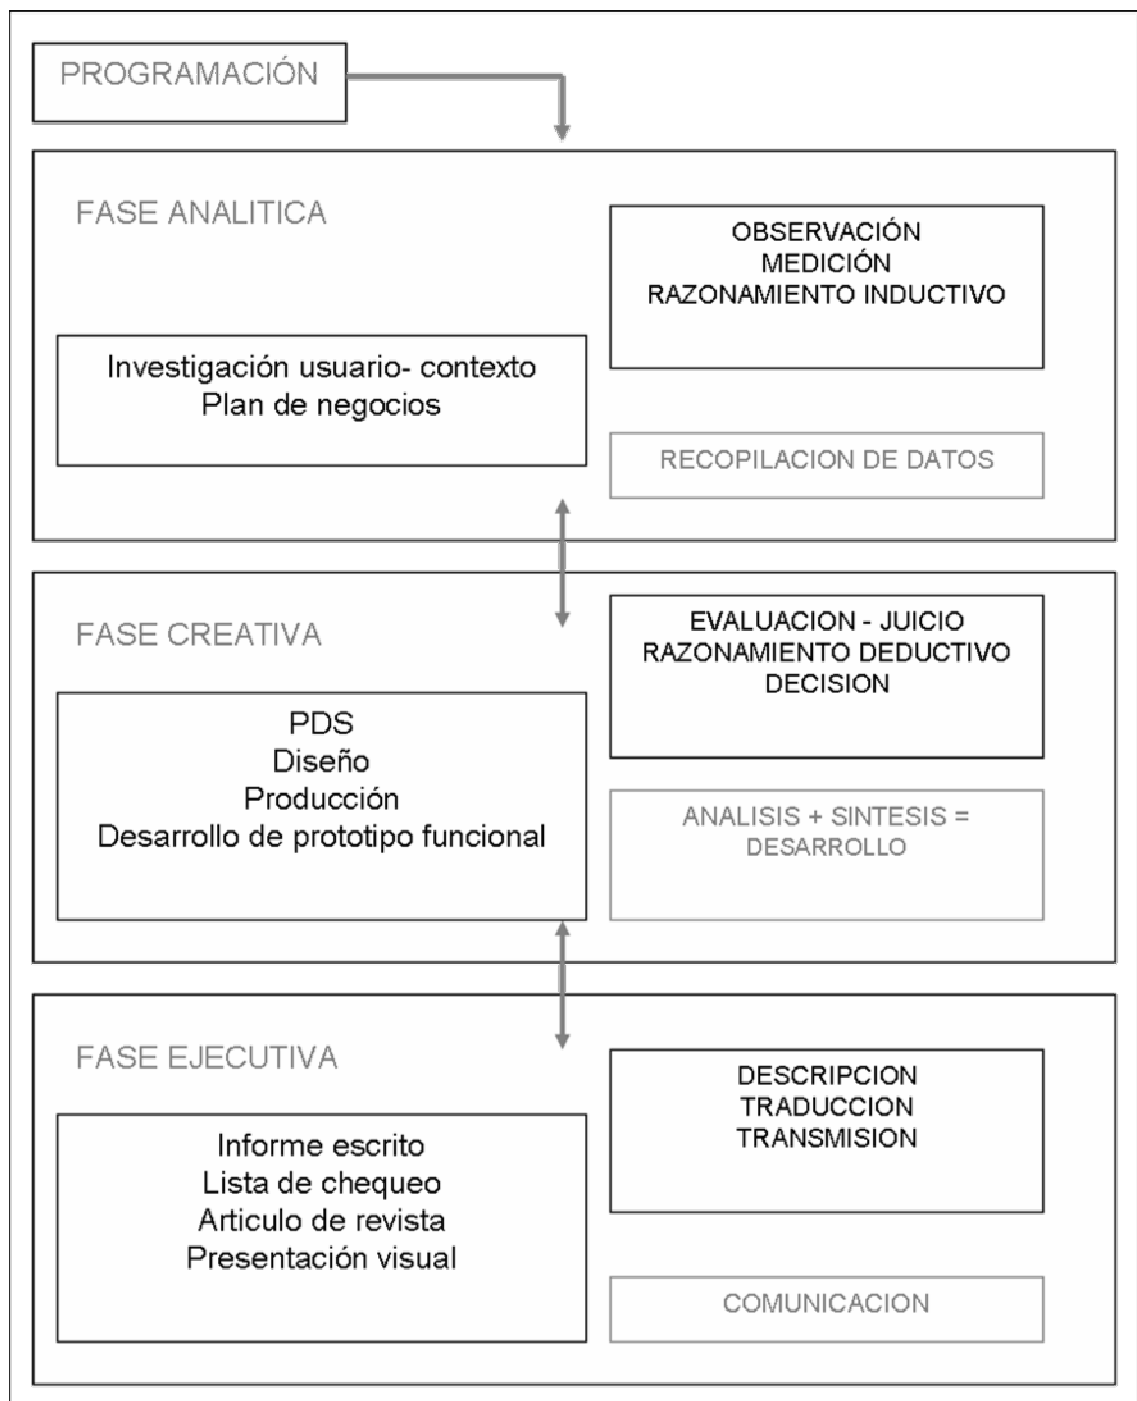 PROGRAMACIÓN
FASE ANALITICA
OBSERVACIÓN
MEDICIÓN
RAZONAMIENTO INDUCTIVO
Investigación usuario- contexto
Plan de negocios
RECOPILACION DE DATOS
FASE CREATIVA
EVALUACION - JUICIO
RAZONAMIENTO DEDUCTIVO
DECISION
PDS
Diseño
Producción
Desarrollo de prototipo funcional
ANALISIS + SINTESIS =
DESARROLLO
FASE EJECUTIVA
DESCRIPCION
TRADUCCION
TRANSMISION
Informe escrito
Lista de chequeo
Articulo de revista
Presentación visual
COMUNICACION